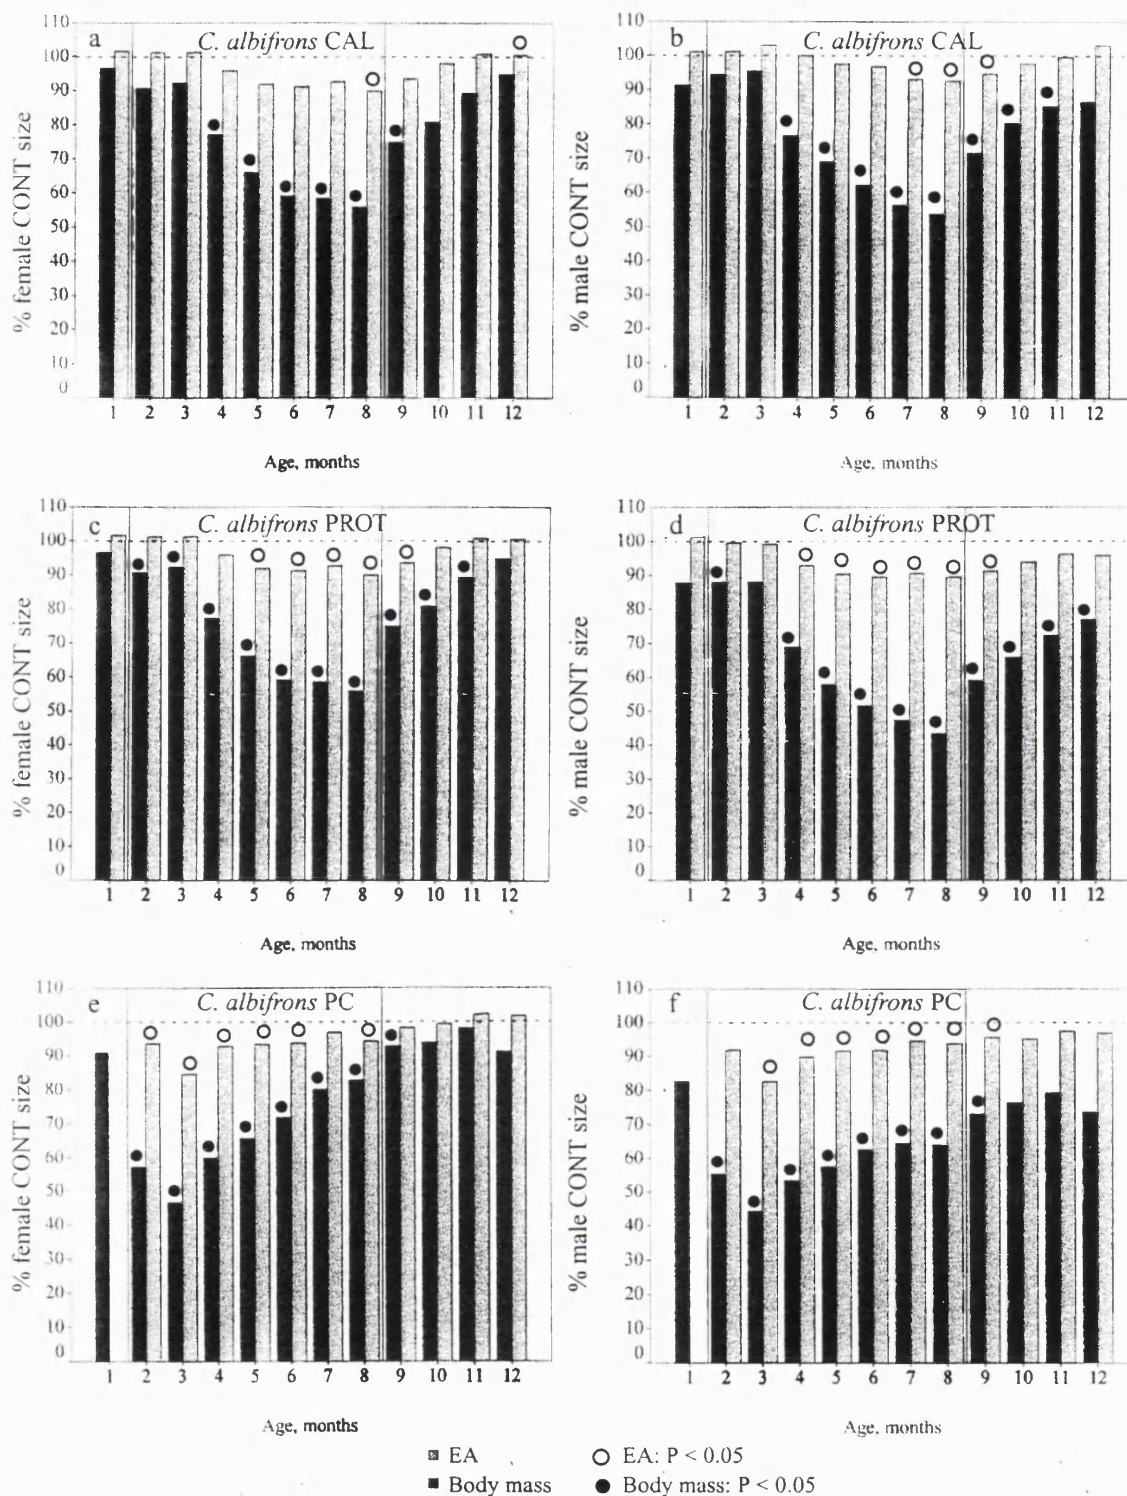 a
C. albifrons CAL
110
100
90
80
70
60
50
40
30
20
10
0
% female CONT size
1 2 3 4 5 6 7 8 9 10 11 12
Age, months
b
C. albifrons CAL
110
100
90
80
70
60
50
40
30
20
10
0
% male CONT size
1 2 3 4 5 6 7 8 9 10 11 12
Age, months
c
C. albifrons PROT
110
100
90
80
70
60
50
40
30
20
10
0
% female CONT size
1 2 3 4 5 6 7 8 9 10 11 12
Age, months
d
C. albifrons PROT
110
100
90
80
70
60
50
40
30
20
10
0
% male CONT size
1 2 3 4 5 6 7 8 9 10 11 12
Age, months
e
C. albifrons PC
110
100
90
80
70
60
50
40
30
20
10
0
% female CONT size
1 2 3 4 5 6 7 8 9 10 11 12
Age, months
f
C. albifrons PC
110
100
90
80
70
60
50
40
30
20
10
0
% male CONT size
1 2 3 4 5 6 7 8 9 10 11 12
Age, months
EA
EA: P < 0.05
Body mass
Body mass: P < 0.05